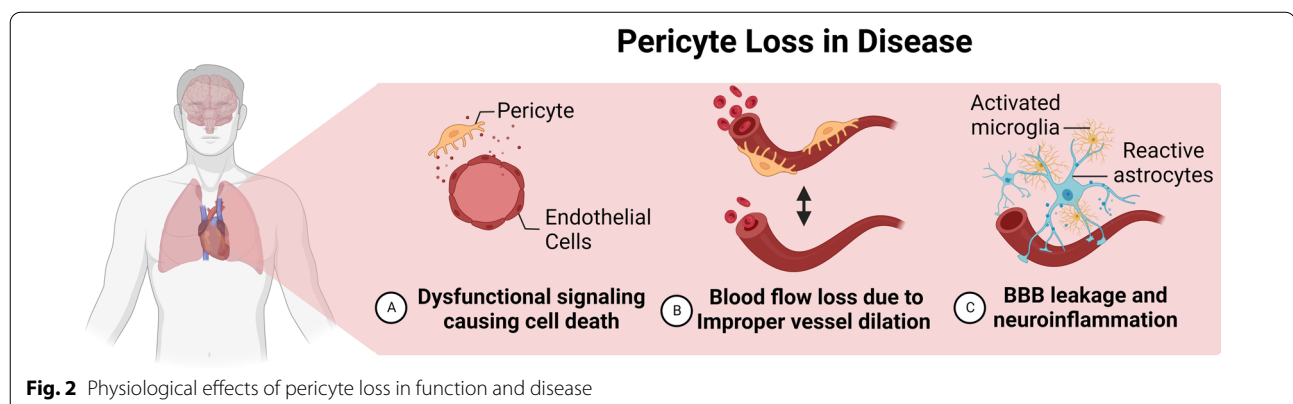 Pericyte Loss in Disease
Pericyte
Endothelial
Cells
A
Dysfunctional signaling
causing cell death
B
Blood flow loss due to
Improper vessel dilation
Activated
microglia
Reactive
astrocytes
C
BBB leakage and
neuroinflammation
Fig. 2 Physiological effects of pericyte loss in function and disease